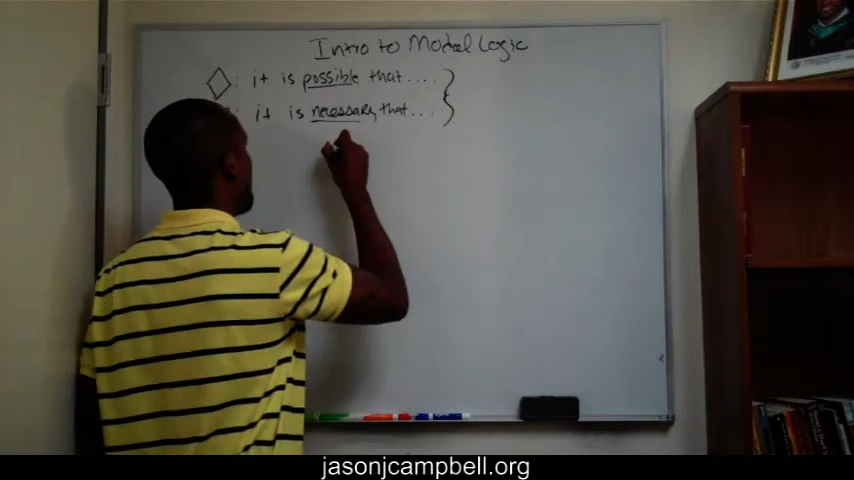 Intro to Modal Logic
◇: it is possible that....
: it is necessary that...
jasonjcampbell.org